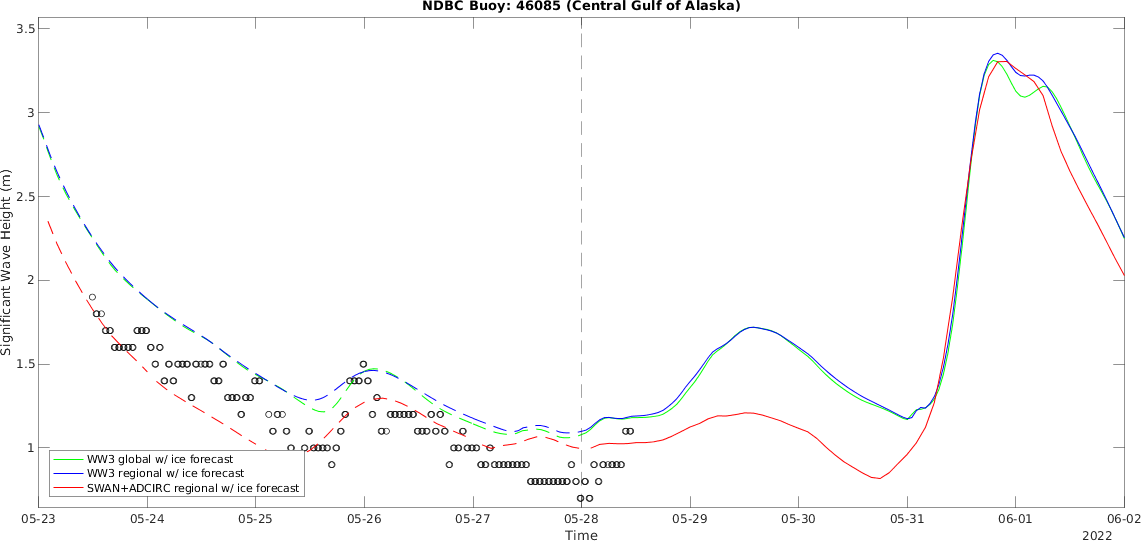 NDBC Buoy: 46085 (Central Gulf of Alaska)
3.5
3
2.5
2
1.5
1
Significant Wave Height (m)
WW3 global w/ ice forecast
WW3 regional w/ ice forecast
SWAN+ADCIRC regional w/ ice forecast
05-23 05-24 05-25 05-26 05-27 05-28 05-29 05-30 05-31 06-01 06-02
Time
2022